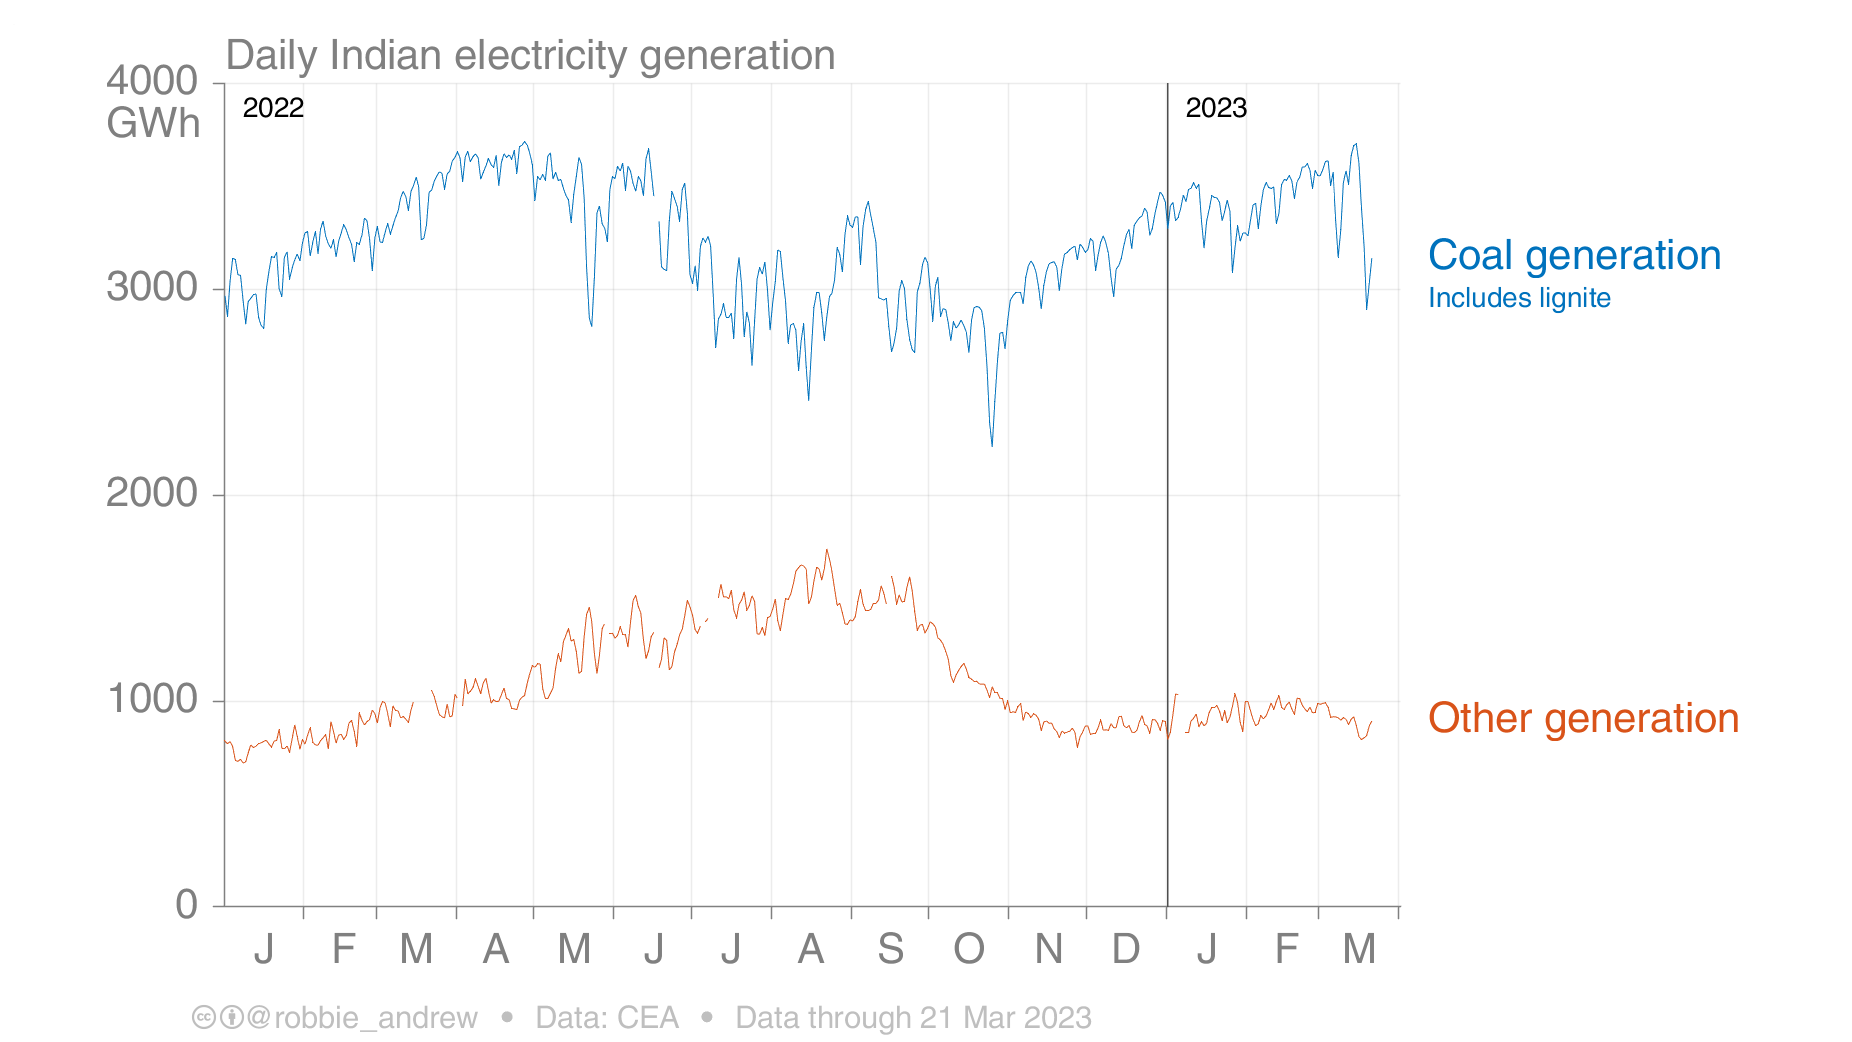 Daily Indian electricity generation
4000
GWh
2022
2023
3000
Coal generation
Includes lignite
2000
1000
Other generation
0
J F M A M J J A S O N D J F M
cc @robbie_andrew • Data: CEA • Data through 21 Mar 2023